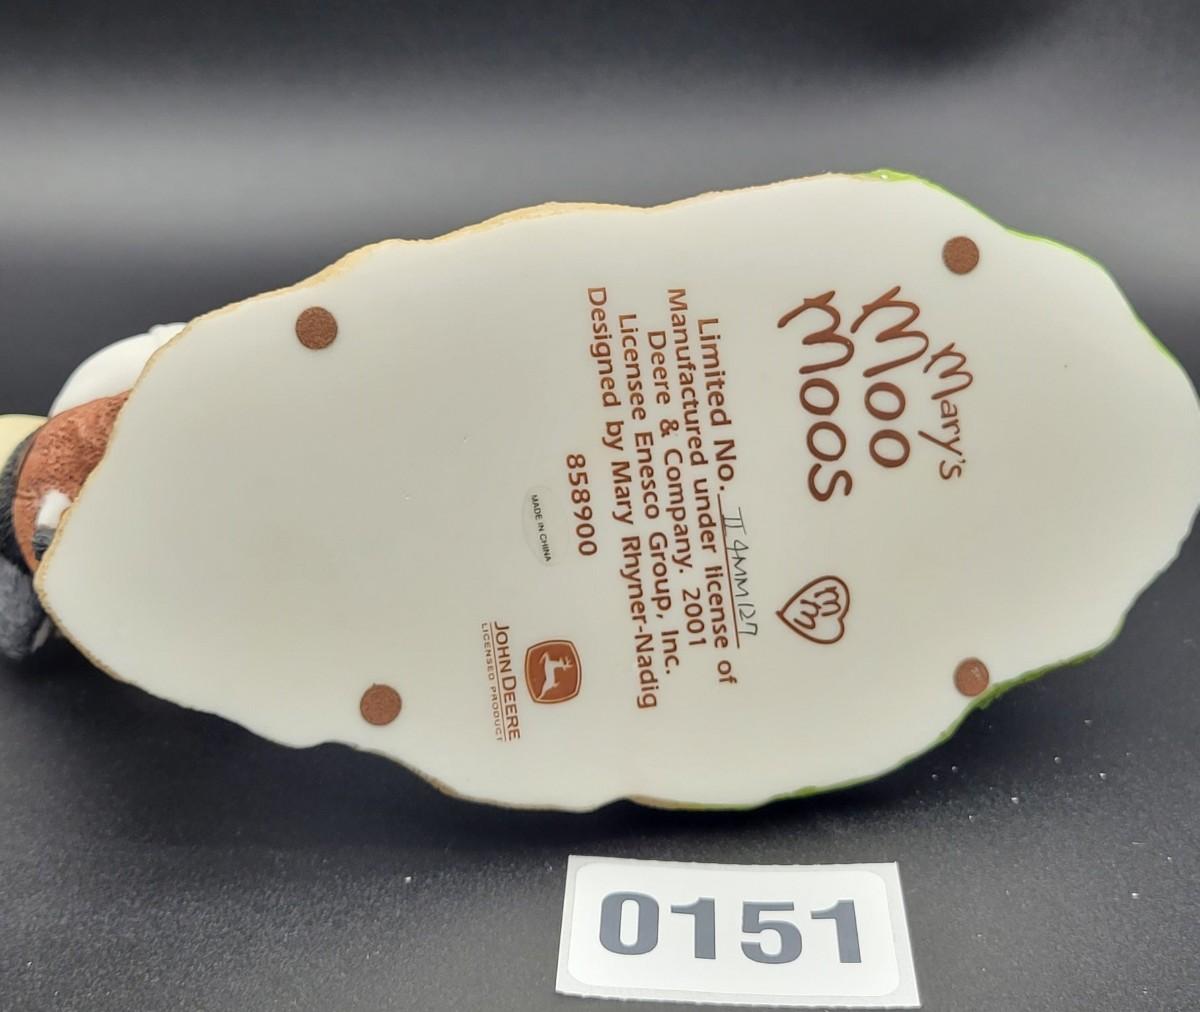 Mary's
Moo
Moos
Limited No. II4MM127
Manufactured under license of
Deere & Company. 2001
Licensee Enesco Group, Inc.
Designed by Mary Rhyner-Nadig
858900
MADE IN CHINA
JOHN DEERE
LICENSED PRODUCT
0151